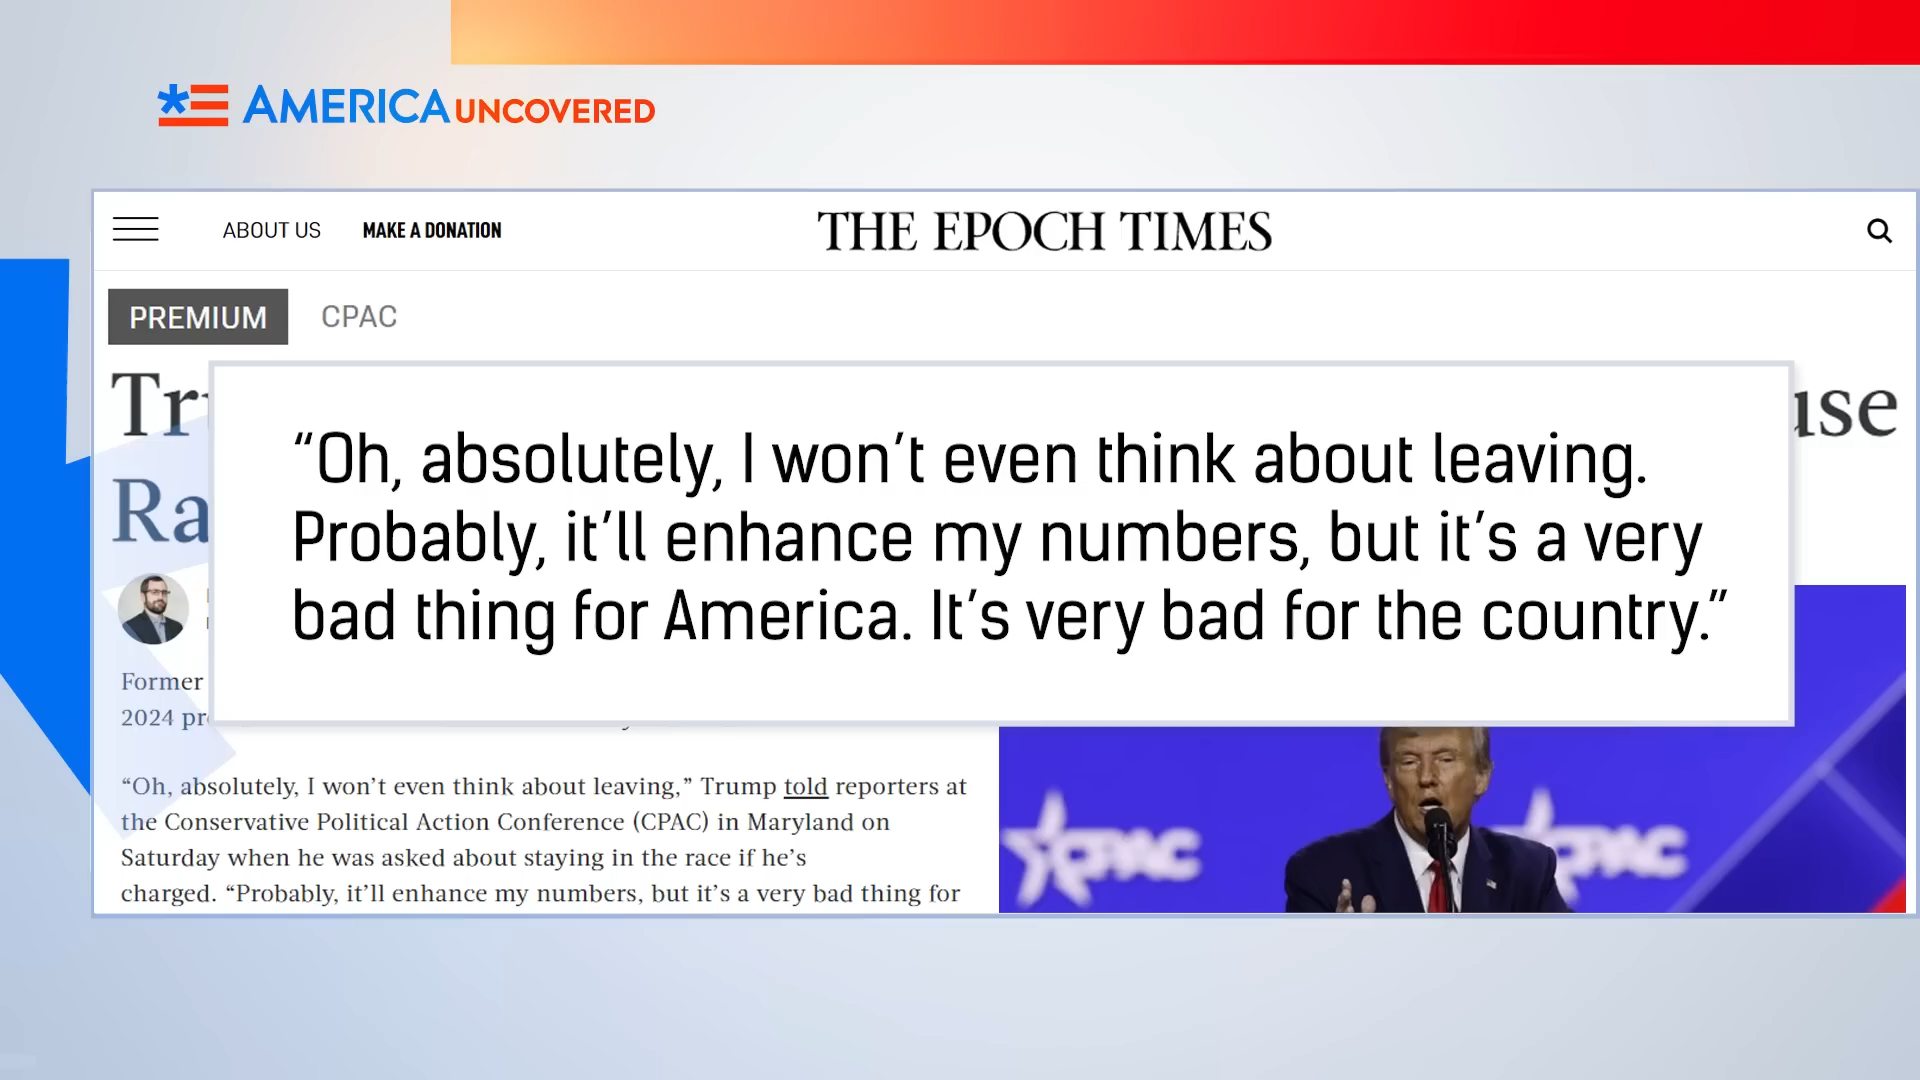 AMERICA UNCOVERED
ABOUT US MAKE A DONATION THE EPOCH TIMES
PREMIUM CPAC
“Oh, absolutely, I won’t even think about leaving.
Probably, it’ll enhance my numbers, but it’s a very
bad thing for America. It’s very bad for the country.”
Former
2024
“Oh, absolutely, I won’t even think about leaving,” Trump told reporters at
the Conservative Political Action Conference (CPAC) in Maryland on
Saturday when he was asked about staying in the race if he’s
charged. “Probably, it’ll enhance my numbers, but it’s a very bad thing for
CPAC CPAC